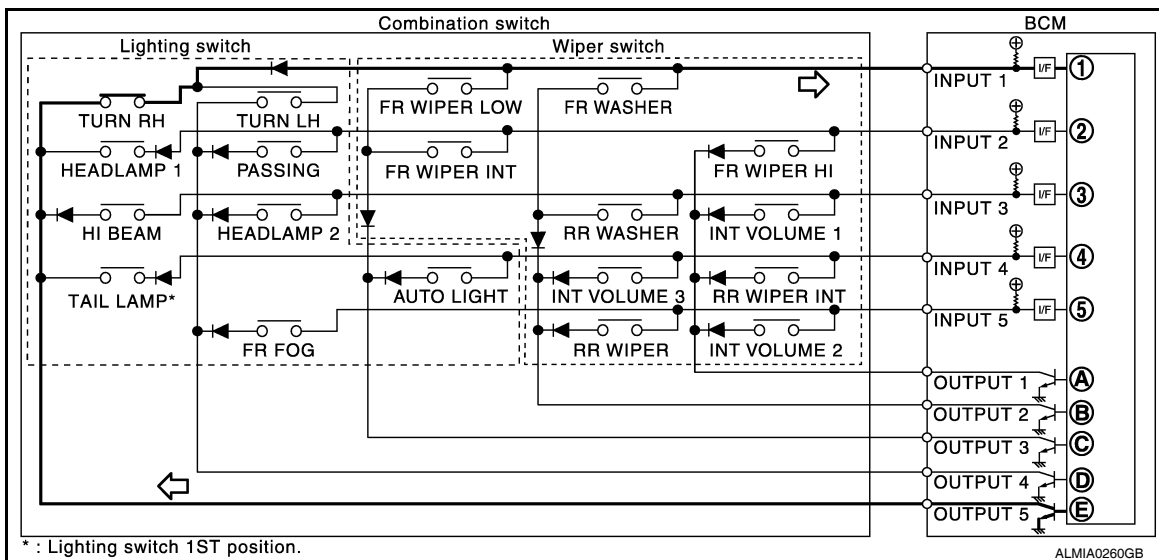 Combination switch
BCM
Lighting switch
Wiper switch
INPUT 1
I/F
1
TURN RH
TURN LH
FR WIPER LOW
FR WASHER
INPUT 2
I/F
2
HEADLAMP 1
PASSING
FR WIPER INT
FR WIPER HI
INPUT 3
I/F
3
HI BEAM
HEADLAMP 2
RR WASHER
INT VOLUME 1
INPUT 4
I/F
4
TAIL LAMP*
AUTO LIGHT
INT VOLUME 3
RR WIPER INT
INPUT 5
I/F
5
FR FOG
RR WIPER
INT VOLUME 2
OUTPUT 1
A
OUTPUT 2
B
OUTPUT 3
C
OUTPUT 4
D
OUTPUT 5
E
* : Lighting switch 1ST position.
ALMIA0260GB